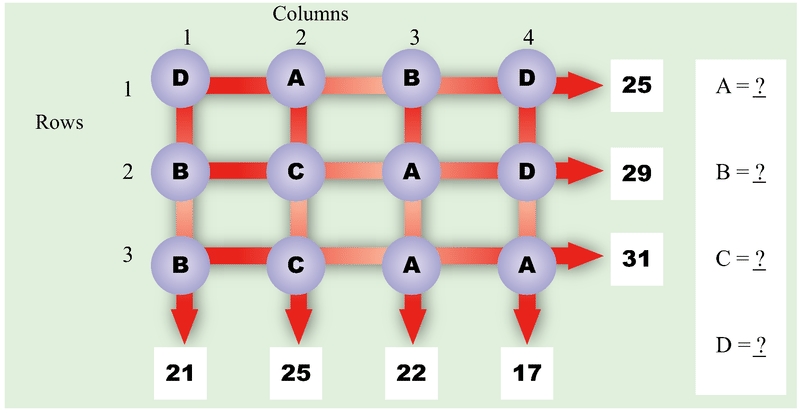 Columns
1 2 3 4
Rows
1 D A B D 25 A = ?
2 B C A D 29 B = ?
3 B C A A 31 C = ?
21 25 22 17 D = ?